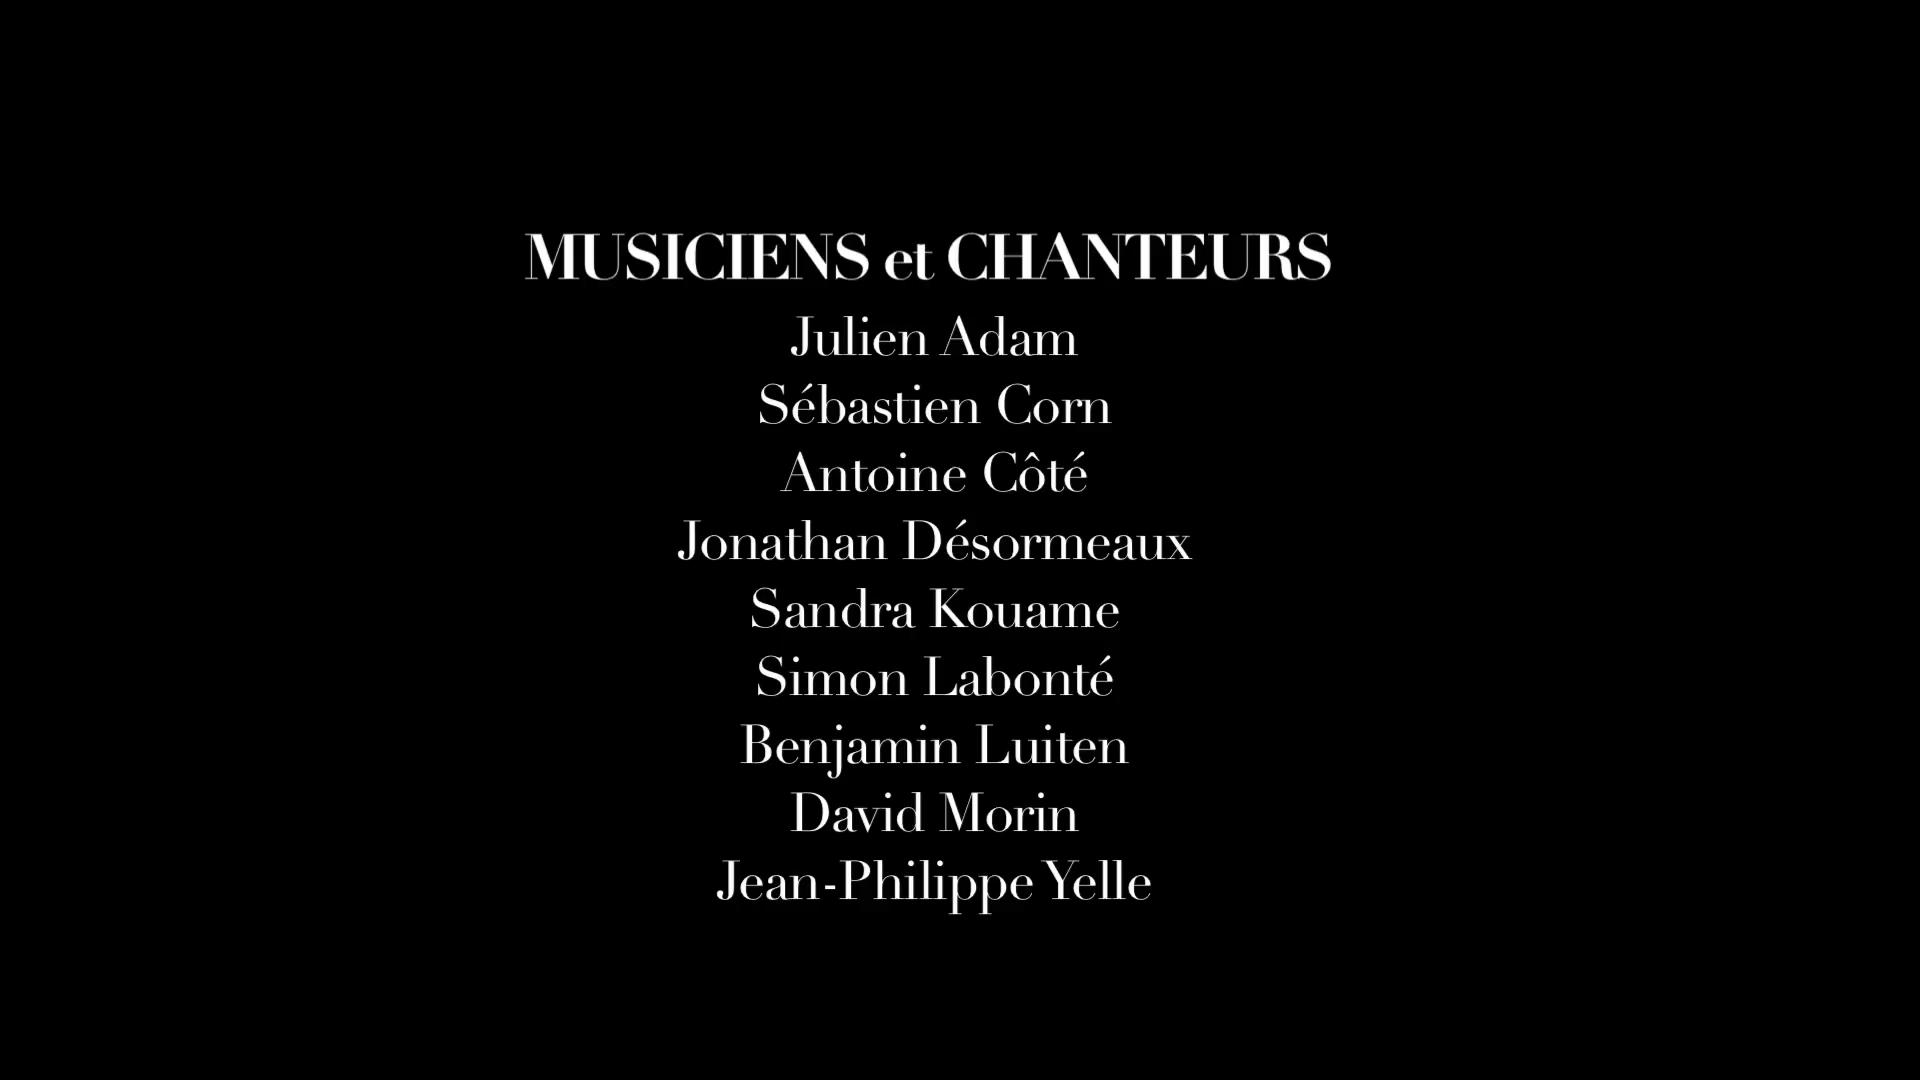 MUSICIENS et CHANTEURS
Julien Adam
Sébastien Corn
Antoine Côté
Jonathan Désormeaux
Sandra Kouame
Simon Labonté
Benjamin Luiten
David Morin
Jean-Philippe Yelle